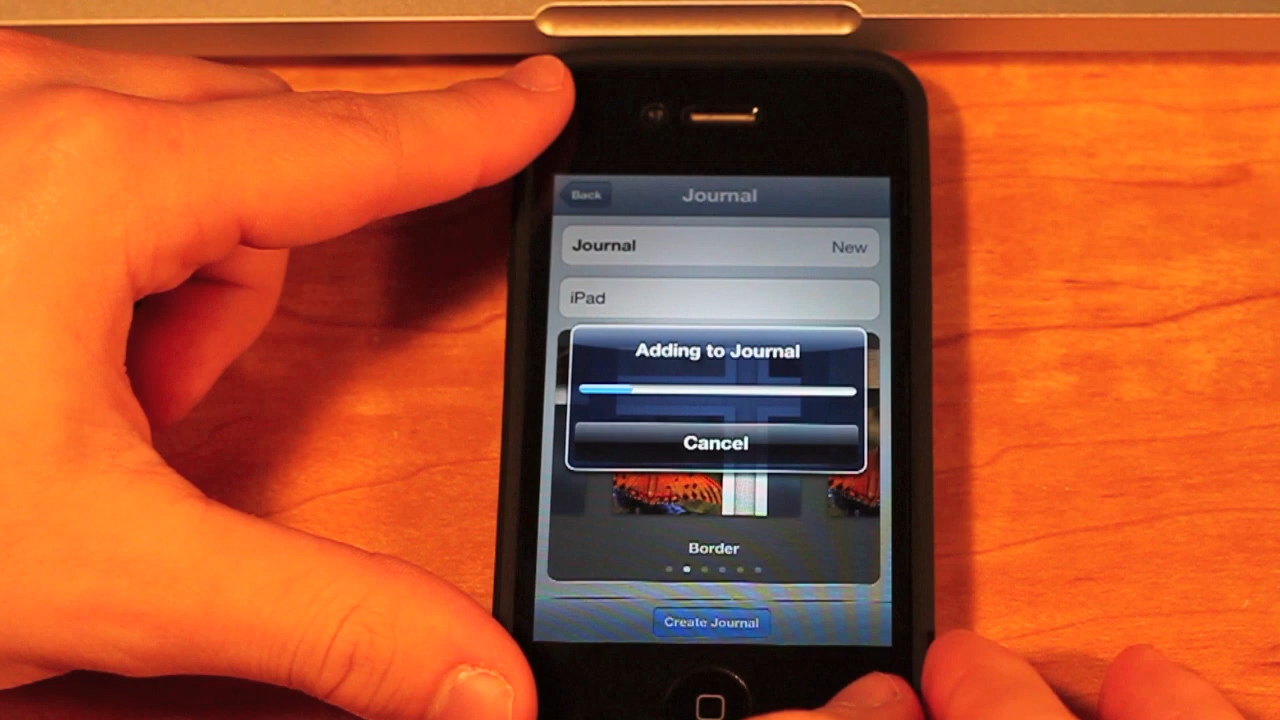 Back
Journal
Journal New
iPad
Adding to Journal
Cancel
Border
Create Journal